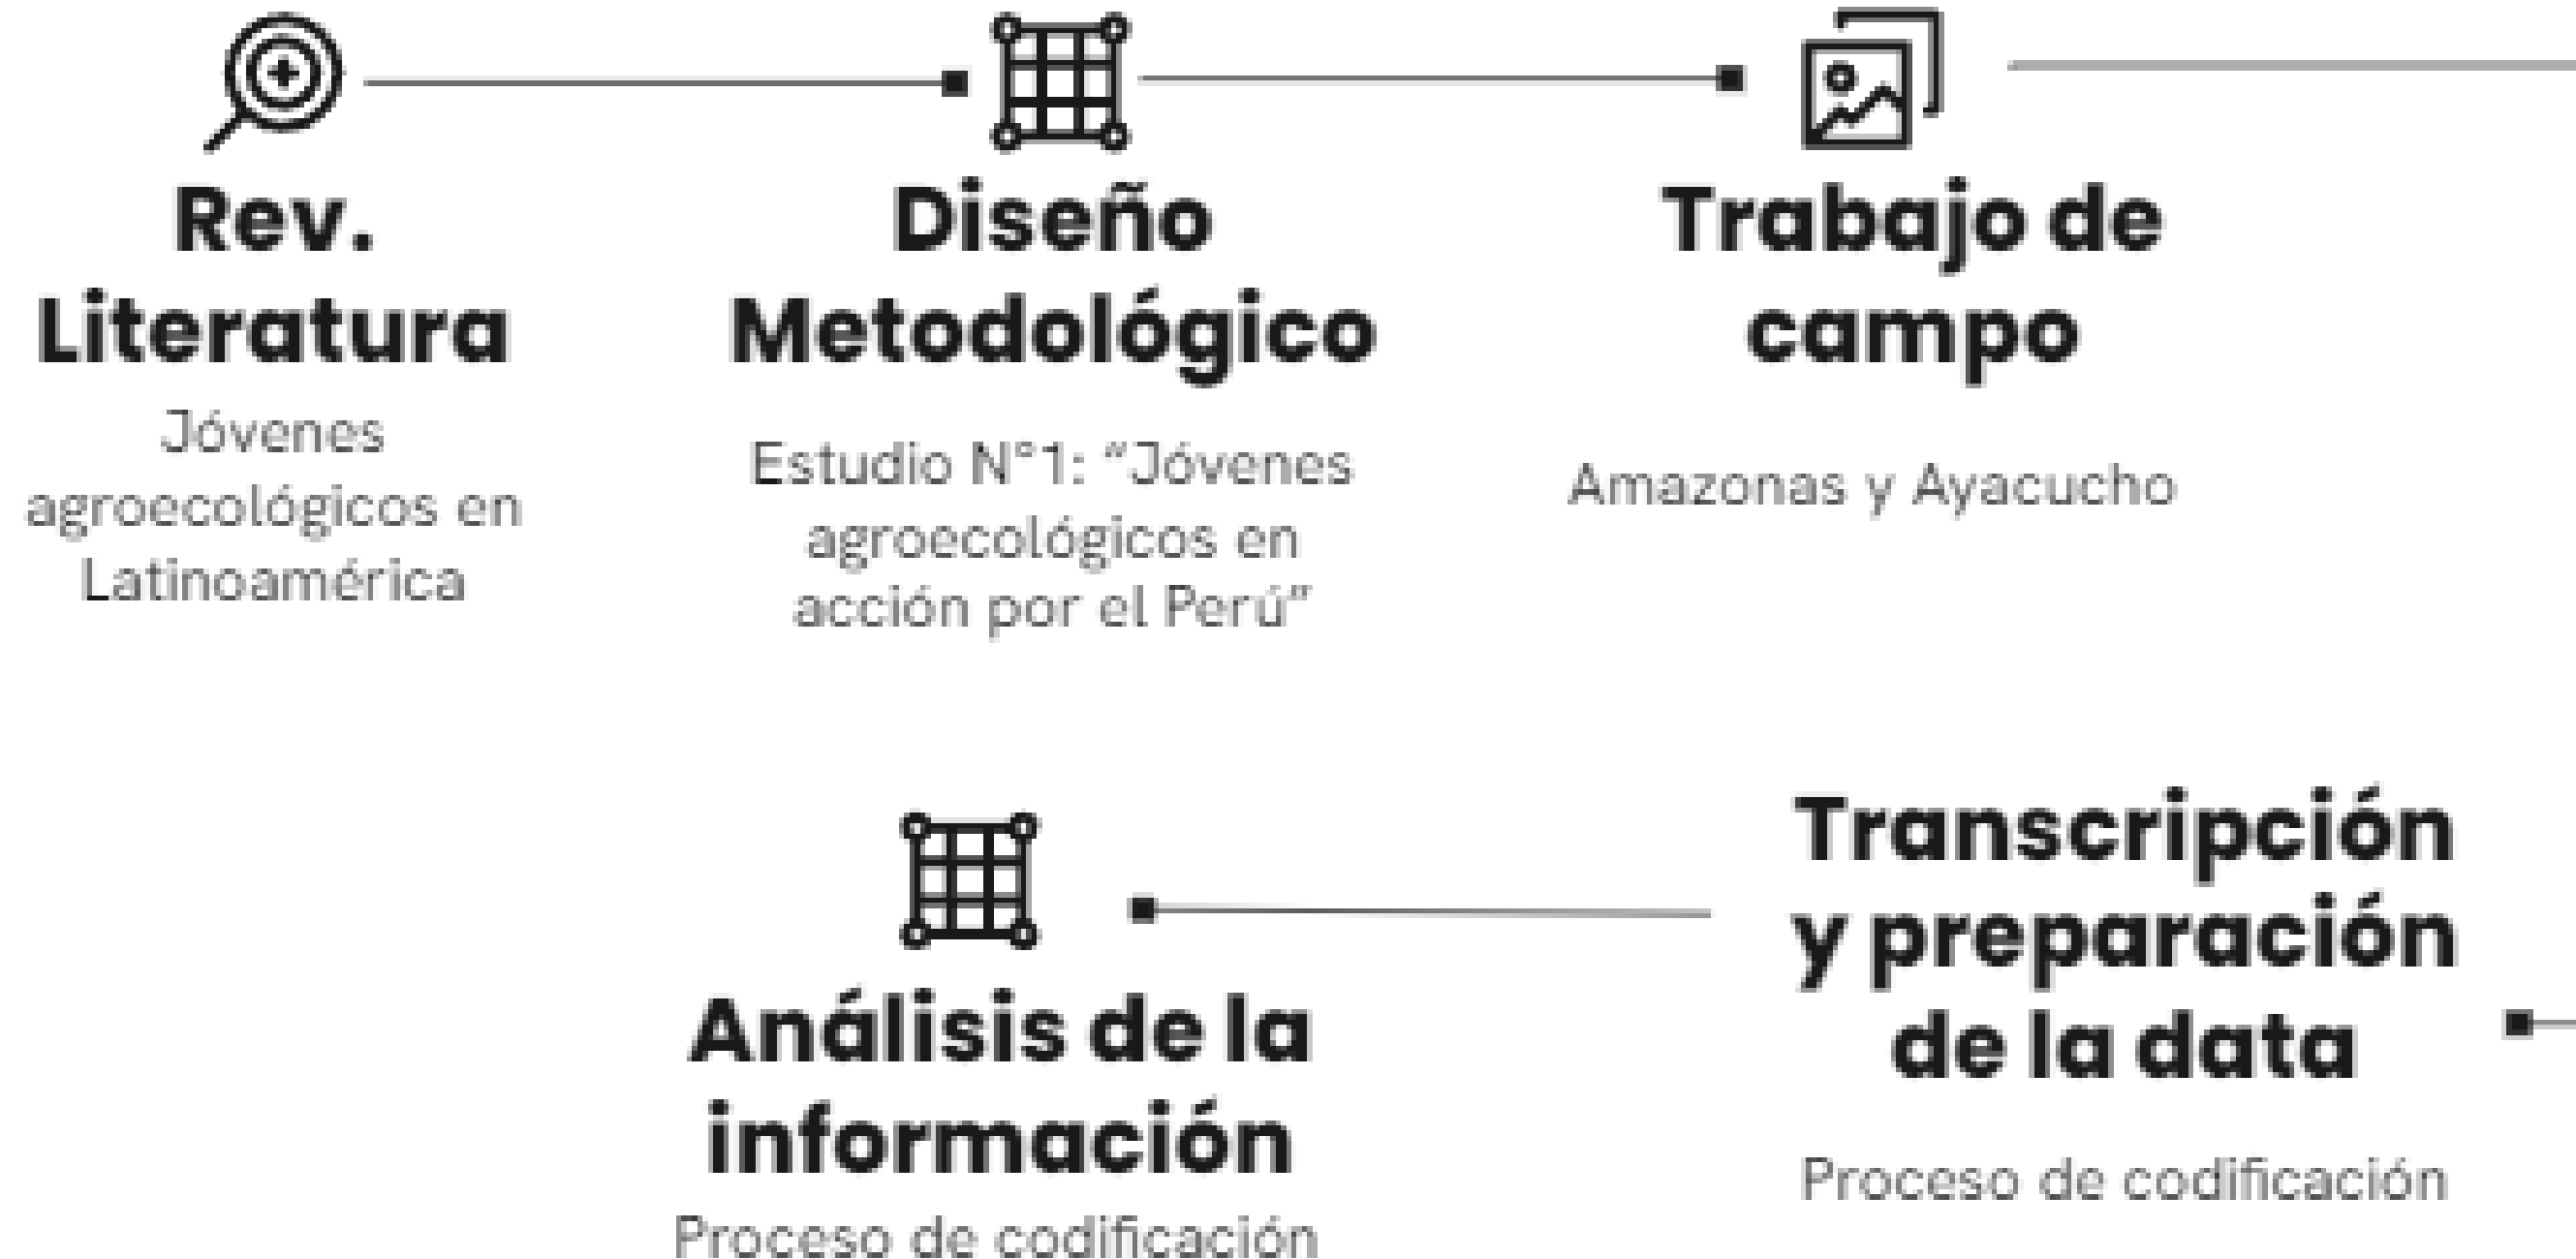 Rev.
Literatura
Jóvenes
agroecológicos en
Latinoamérica
Diseño
Metodológico
Estudio N°1: "Jóvenes
agroecológicos en
acción por el Perú"
Trabajo de
campo
Amazonas y Ayacucho
Transcripción
y preparación
de la data
Proceso de codificación
Análisis de la
información
Proceso de codificación